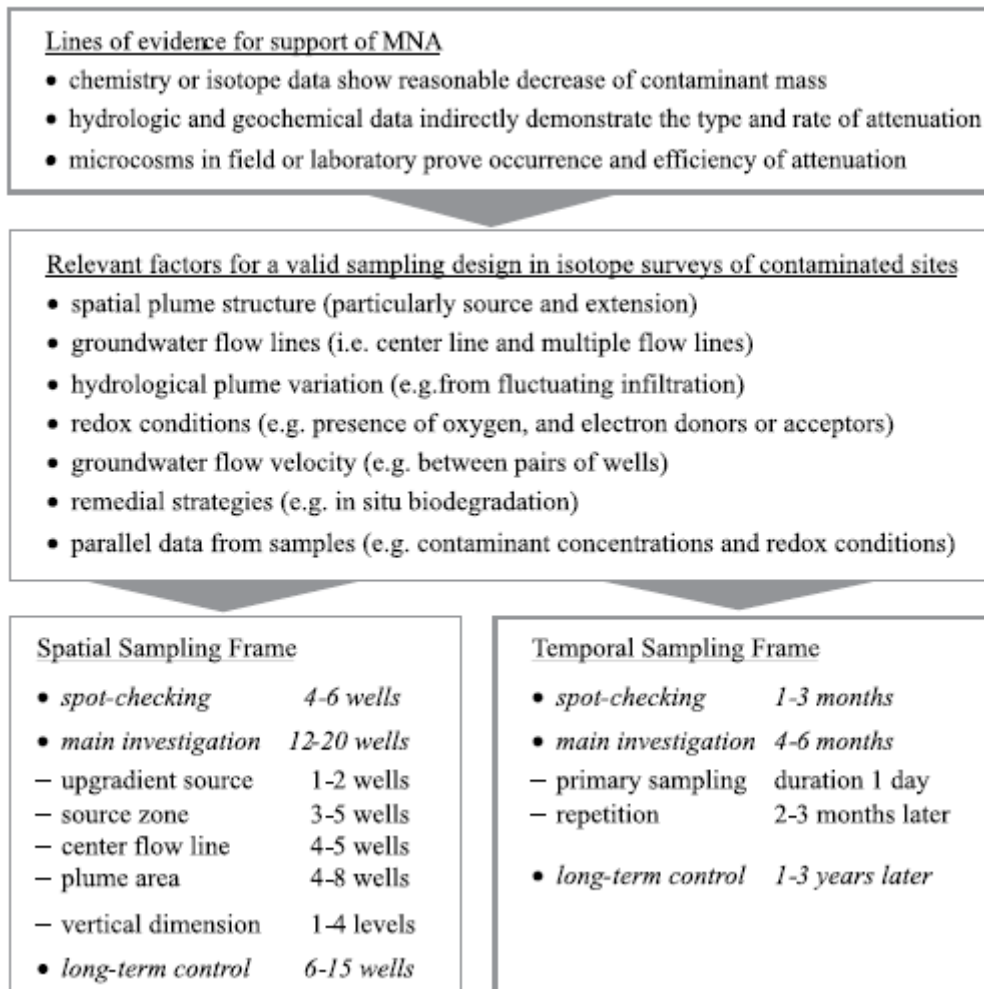 Lines of evidence for support of MNA
• chemistry or isotope data show reasonable decrease of contaminant mass
• hydrologic and geochemical data indirectly demonstrate the type and rate of attenuation
• microcosms in field or laboratory prove occurrence and efficiency of attenuation
Relevant factors for a valid sampling design in isotope surveys of contaminated sites
• spatial plume structure (particularly source and extension)
• groundwater flow lines (i.e. center line and multiple flow lines)
• hydrological plume variation (e.g.from fluctuating infiltration)
• redox conditions (e.g. presence of oxygen, and electron donors or acceptors)
• groundwater flow velocity (e.g. between pairs of wells)
• remedial strategies (e.g. in situ biodegradation)
• parallel data from samples (e.g. contaminant concentrations and redox conditions)
Spatial Sampling Frame
• spot-checking 4-6 wells
• main investigation 12-20 wells
– upgradient source 1-2 wells
– source zone 3-5 wells
– center flow line 4-5 wells
– plume area 4-8 wells
– vertical dimension 1-4 levels
• long-term control 6-15 wells
Temporal Sampling Frame
• spot-checking 1-3 months
• main investigation 4-6 months
– primary sampling duration 1 day
– repetition 2-3 months later
• long-term control 1-3 years later